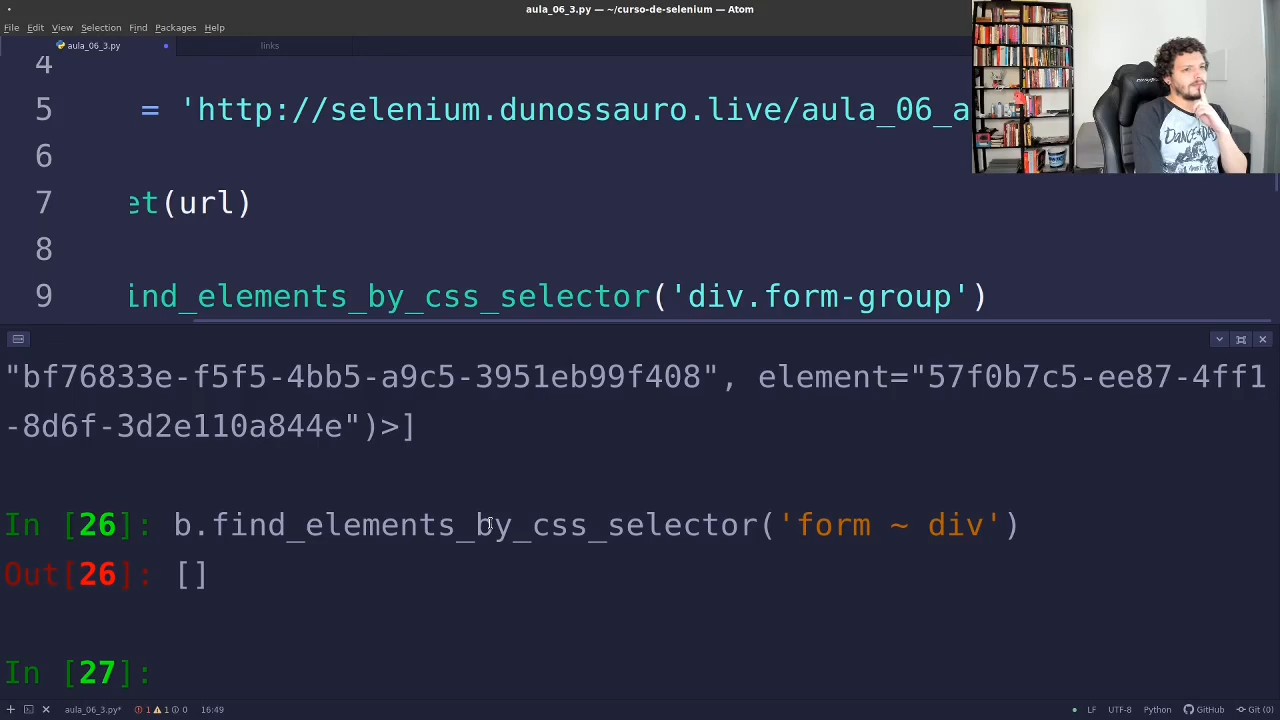 aula_06_3.py — ~/curso-de-selenium — Atom
File Edit View Selection Find Packages Help
aula_06_3.py links
4
5 = 'http://selenium.dunossauro.live/aula_06_a
6
7 et(url)
8
9 ind_elements_by_css_selector('div.form-group')
"bf76833e-f5f5-4bb5-a9c5-3951eb99f408", element="57f0b7c5-ee87-4ff1
-8d6f-3d2e110a844e")>]
In [26]: b.find_elements_by_css_selector('form ~ div')
Out[26]: []
In [27]:
aula_06_3.py* 1 1 0 16:49 LF UTF-8 Python GitHub Git (0)